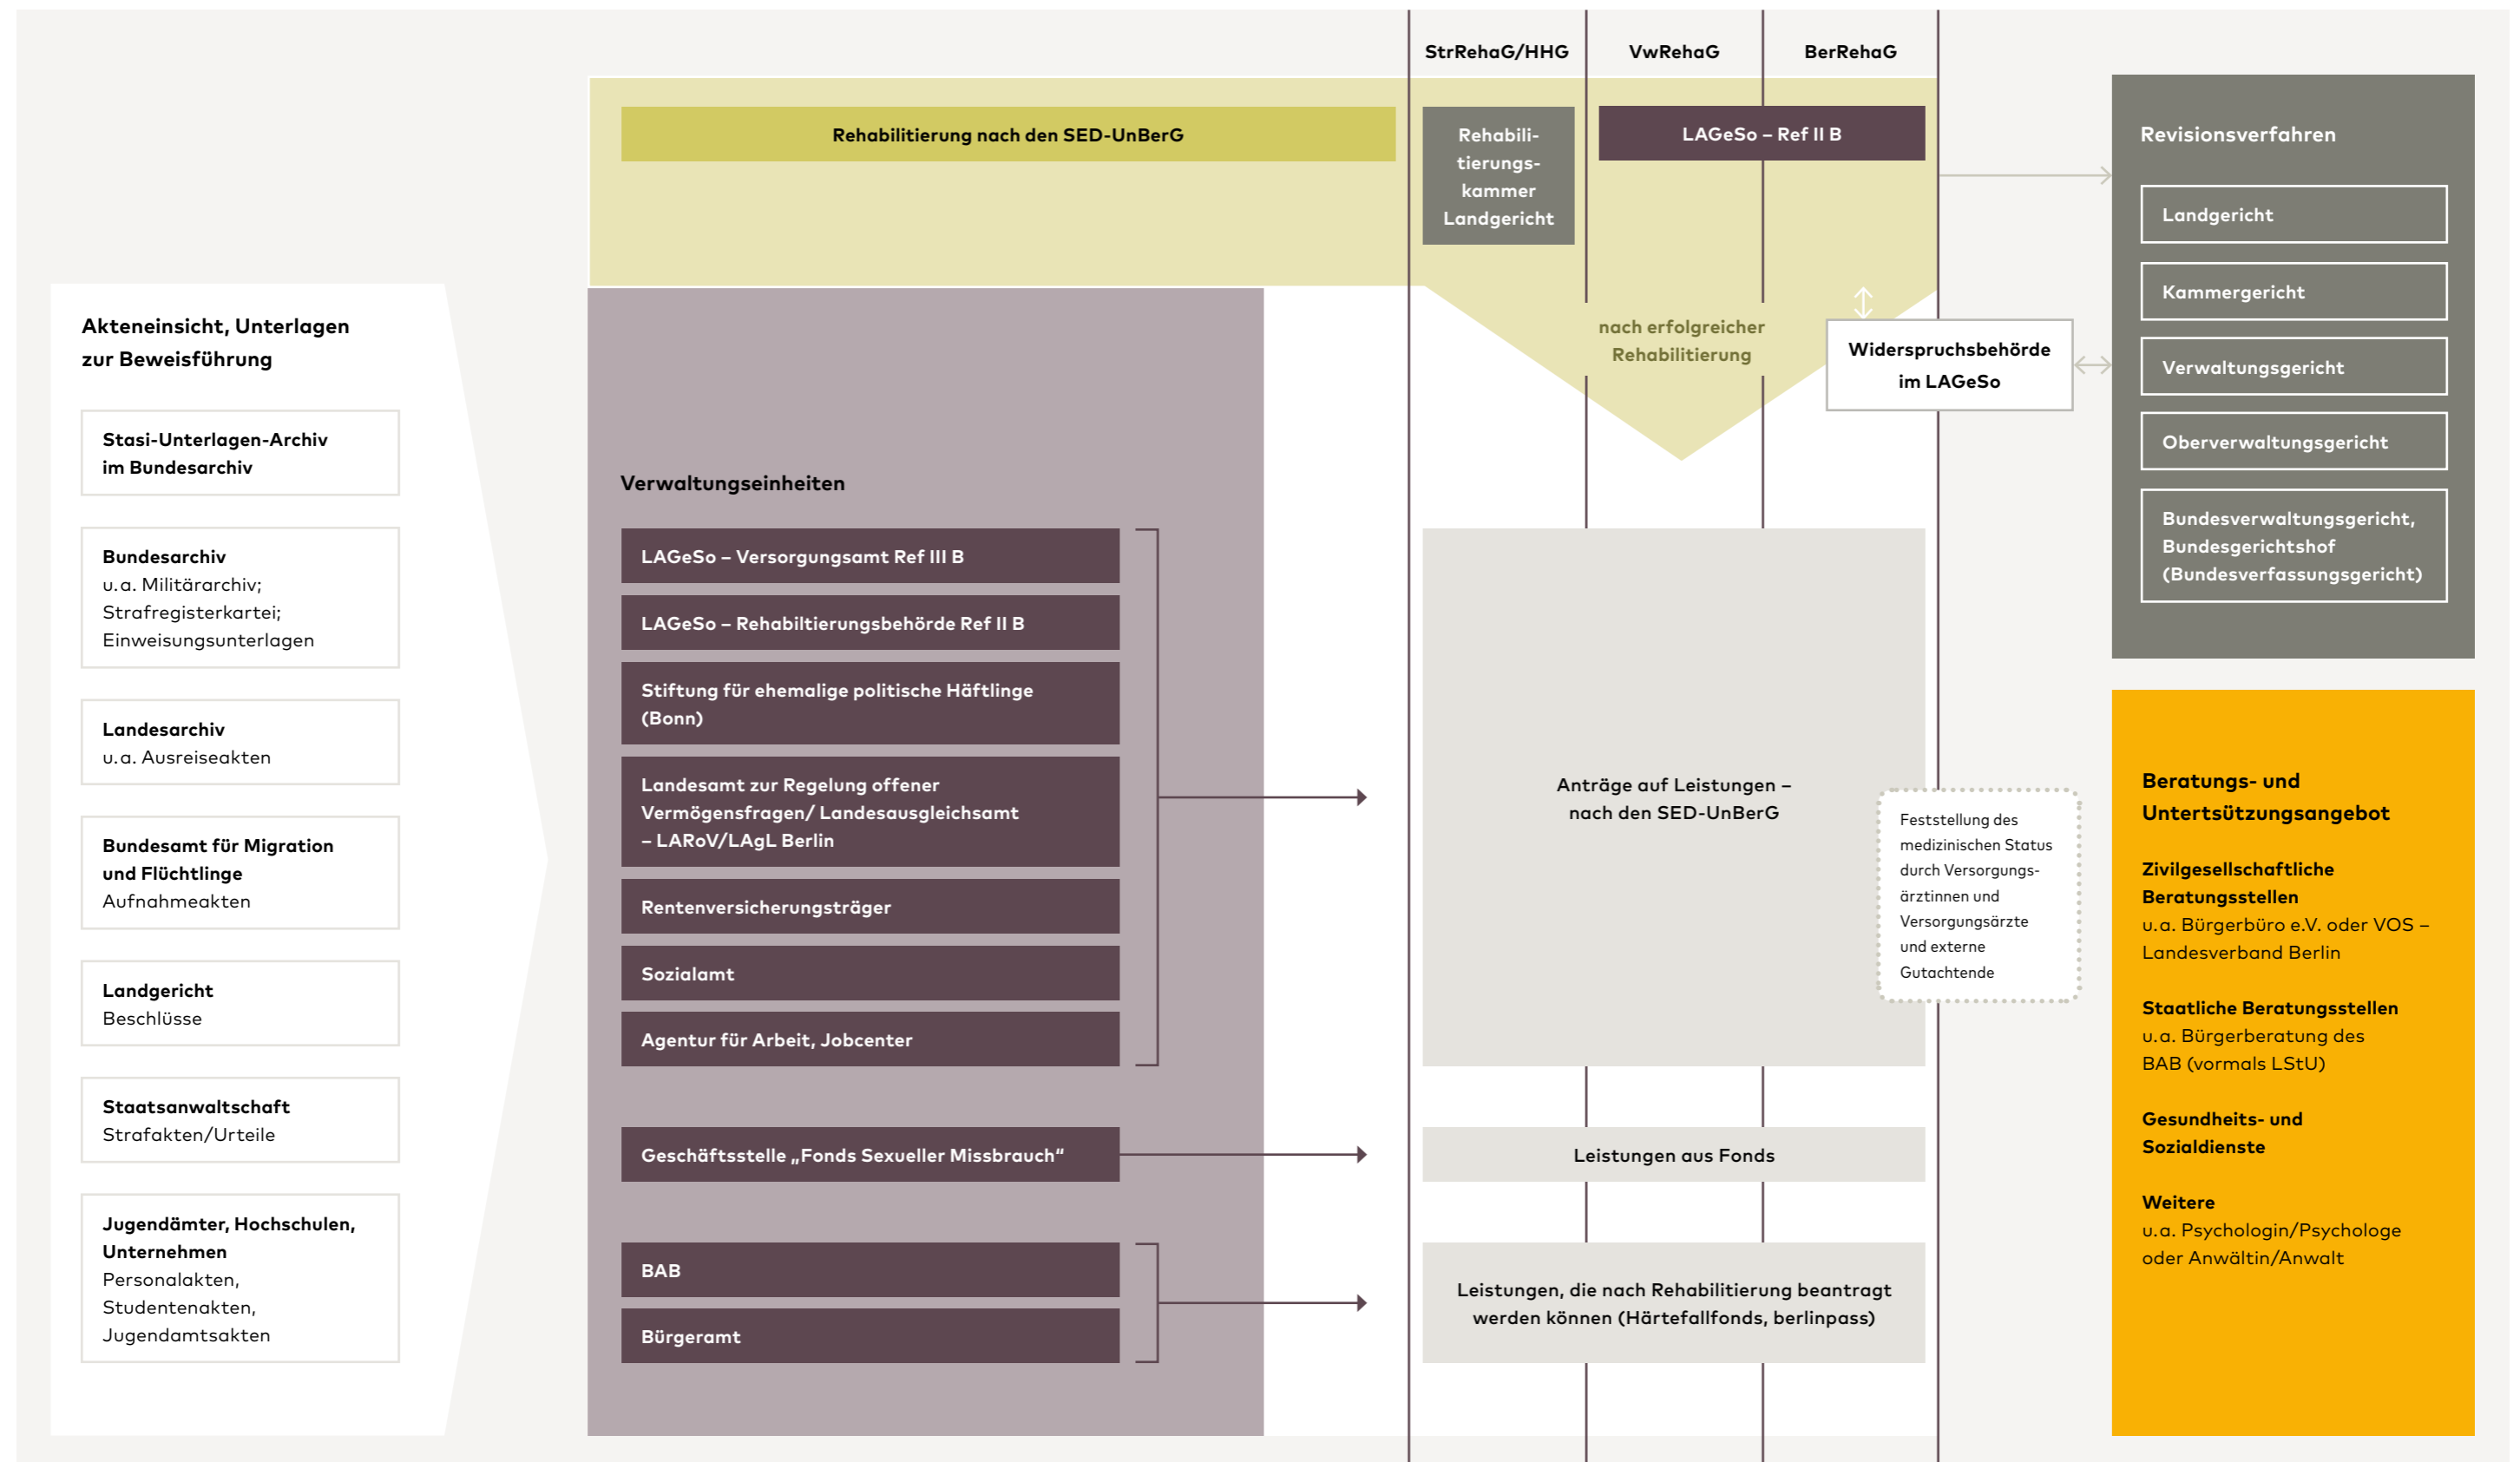 StrRehaG/HHG
VwRehaG
BerRehaG
Rehabilitierung nach den SED-UnBerG
Rehabili-
tierungs-
kammer
Landgericht
LAGeSo – Ref II B
nach erfolgreicher
Rehabilitierung
Widerspruchsbehörde
im LAGeSo
Akteneinsicht, Unterlagen
zur Beweisführung
Stasi-Unterlagen-Archiv
im Bundesarchiv
Bundesarchiv
u. a. Militärarchiv;
Strafregisterkartei;
Einweisungsunterlagen
Landesarchiv
u. a. Ausreiseakten
Bundesamt für Migration
und Flüchtlinge
Aufnahmeakten
Landgericht
Beschlüsse
Staatsanwaltschaft
Strafakten/Urteile
Jugendämter, Hochschulen,
Unternehmen
Personalakten,
Studentenakten,
Jugendamtsakten
Verwaltungseinheiten
LAGeSo – Versorgungsamt Ref III B
LAGeSo – Rehabiltierungsbehörde Ref II B
Stiftung für ehemalige politische Häftlinge
(Bonn)
Landesamt zur Regelung offener
Vermögensfragen/ Landesausgleichsamt
– LARoV/LAgL Berlin
Rentenversicherungsträger
Sozialamt
Agentur für Arbeit, Jobcenter
Geschäftsstelle „Fonds Sexueller Missbrauch“
BAB
Bürgeramt
Anträge auf Leistungen –
nach den SED-UnBerG
Feststellung des
medizinischen Status
durch Versorgungs-
ärztinnen und
Versorgungsärzte
und externe
Gutachtende
Leistungen aus Fonds
Leistungen, die nach Rehabilitierung beantragt
werden können (Härtefallfonds, berlinpass)
Revisionsverfahren
Landgericht
Kammergericht
Verwaltungsgericht
Oberverwaltungsgericht
Bundesverwaltungsgericht,
Bundesgerichtshof
(Bundesverfassungsgericht)
Beratungs- und
Untertsützungsangebot
Zivilgesellschaftliche
Beratungsstellen
u. a. Bürgerbüro e.V. oder VOS –
Landesverband Berlin
Staatliche Beratungsstellen
u. a. Bürgerberatung des
BAB (vormals LStU)
Gesundheits- und
Sozialdienste
Weitere
u. a. Psychologin/Psychologe
oder Anwältin/Anwalt